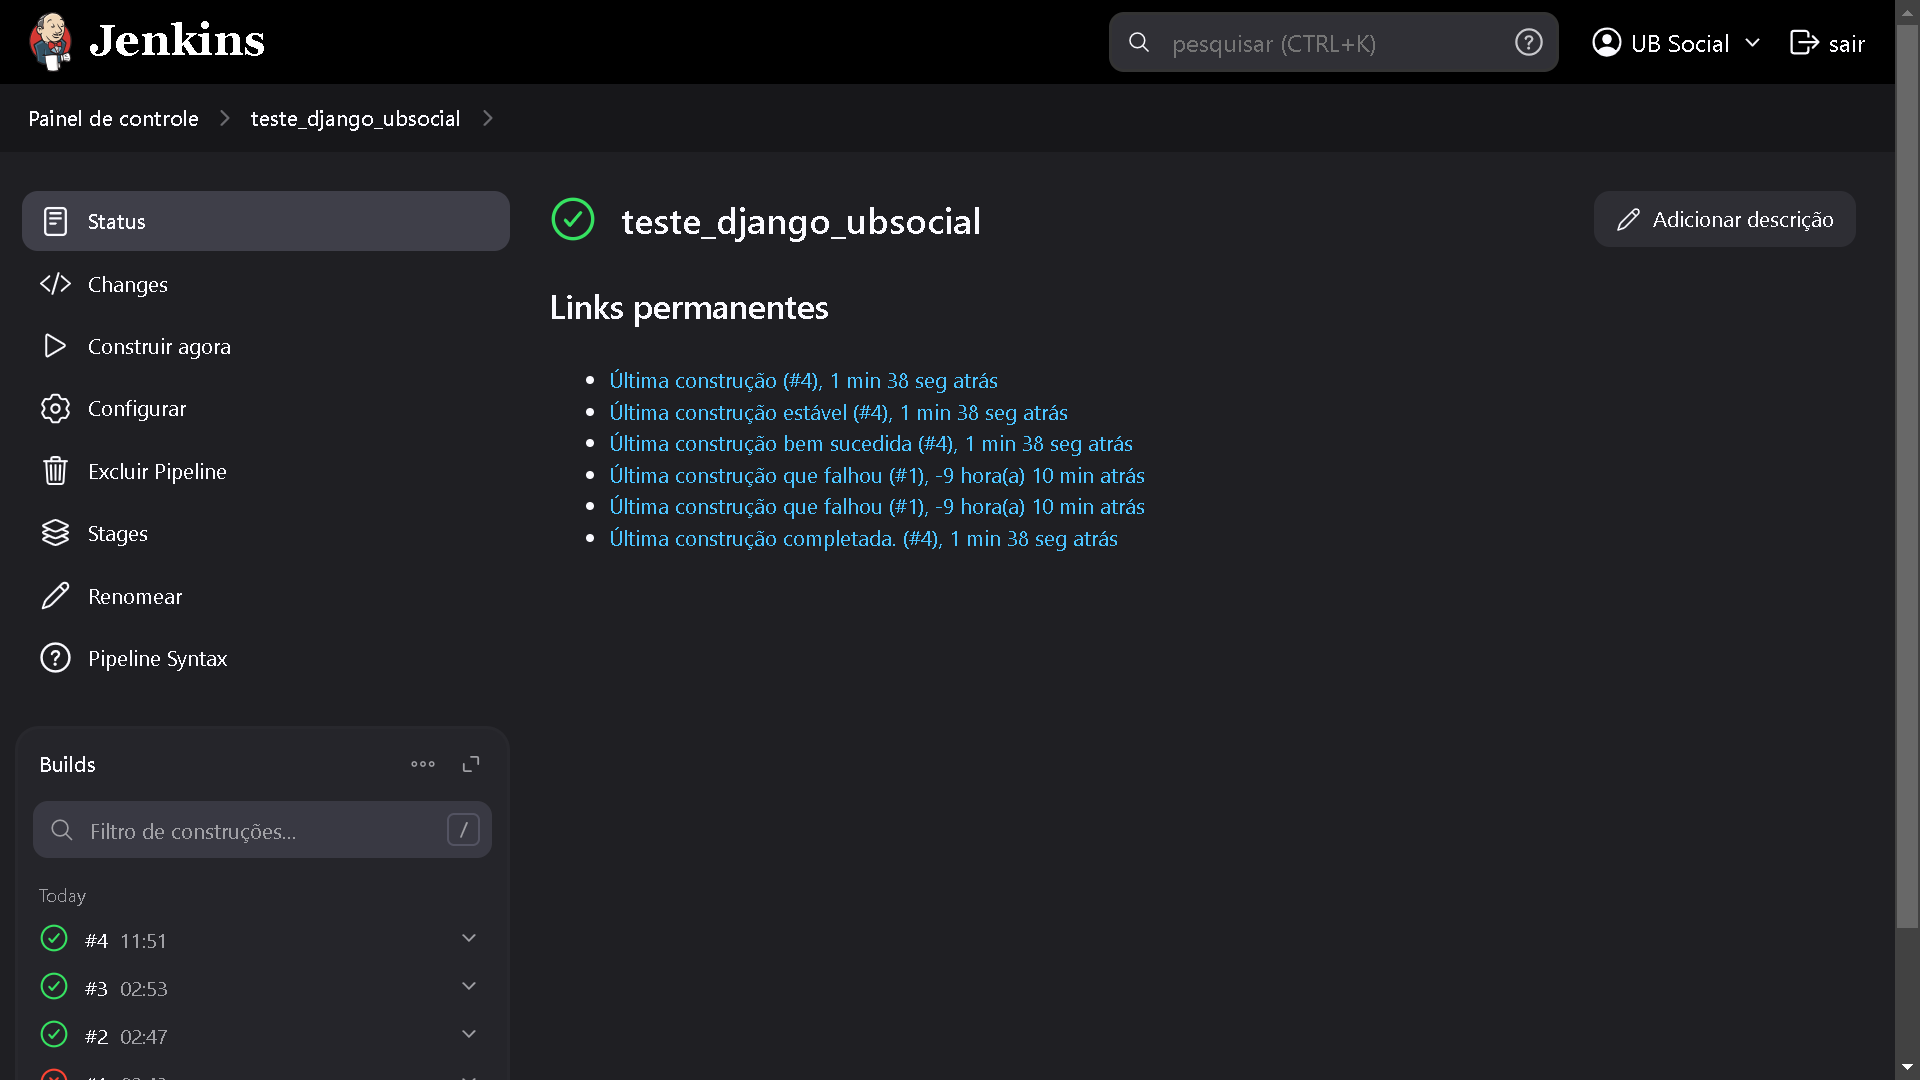 Jenkins
pesquisar (CTRL+K)
UB Social
sair
Painel de controle
teste_django_ubsocial
Status
Changes
Construir agora
Configurar
Excluir Pipeline
Stages
Renomear
Pipeline Syntax
teste_django_ubsocial
Adicionar descrição
Links permanentes
Última construção (#4), 1 min 38 seg atrás
Última construção estável (#4), 1 min 38 seg atrás
Última construção bem sucedida (#4), 1 min 38 seg atrás
Última construção que falhou (#1), -9 hora(a) 10 min atrás
Última construção que falhou (#1), -9 hora(a) 10 min atrás
Última construção completada. (#4), 1 min 38 seg atrás
Builds
Filtro de construções...
/
Today
#4 11:51
#3 02:53
#2 02:47